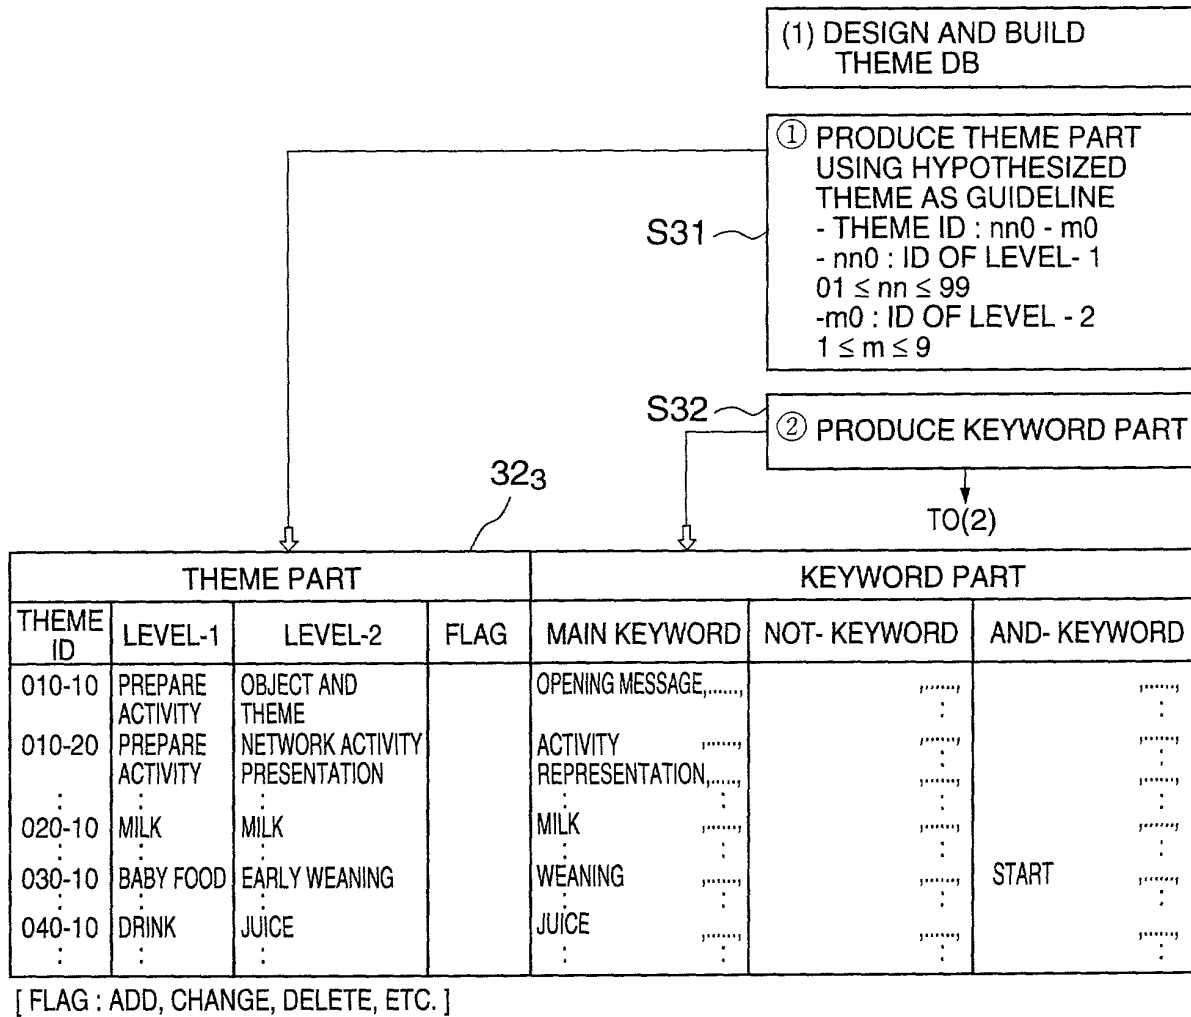 (1) DESIGN AND BUILD
THEME DB
① PRODUCE THEME PART
USING HYPOTHESIZED
THEME AS GUIDELINE
- THEME ID : nn0 - m0
- nn0 : ID OF LEVEL- 1
01 ≤ nn ≤ 99
-m0 : ID OF LEVEL - 2
1 ≤ m ≤ 9
S31
S32
② PRODUCE KEYWORD PART
TO(2)
32₃
THEME PART KEYWORD PART
THEME ID LEVEL-1 LEVEL-2 FLAG MAIN KEYWORD NOT- KEYWORD AND- KEYWORD
010-10 PREPARE OBJECT AND OPENING MESSAGE,......, ,......, ,......,
ACTIVITY THEME : :
010-20 PREPARE NETWORK ACTIVITY ACTIVITY ,......, ,......, ,......,
ACTIVITY PRESENTATION REPRESENTATION,......, ,......, ,......,
: : : : : : :
020-10 MILK MILK MILK ,......, ,......, ,......,
: : : : : : :
030-10 BABY FOOD EARLY WEANING WEANING ,......, ,......, START ,......,
: : : : : : :
040-10 DRINK JUICE JUICE ,......, ,......, ,......,
: : : : : : :
[ FLAG : ADD, CHANGE, DELETE, ETC. ]